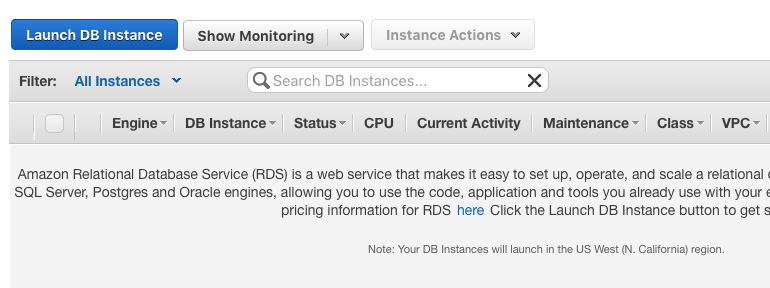 Launch DB Instance Show Monitoring Instance Actions
Filter: All Instances Search DB Instances...
Engine DB Instance Status CPU Current Activity Maintenance Class VPC
Amazon Relational Database Service (RDS) is a web service that makes it easy to set up, operate, and scale a relational
SQL Server, Postgres and Oracle engines, allowing you to use the code, application and tools you already use with your
pricing information for RDS here Click the Launch DB Instance button to get
Note: Your DB Instances will launch in the US West (N. California) region.